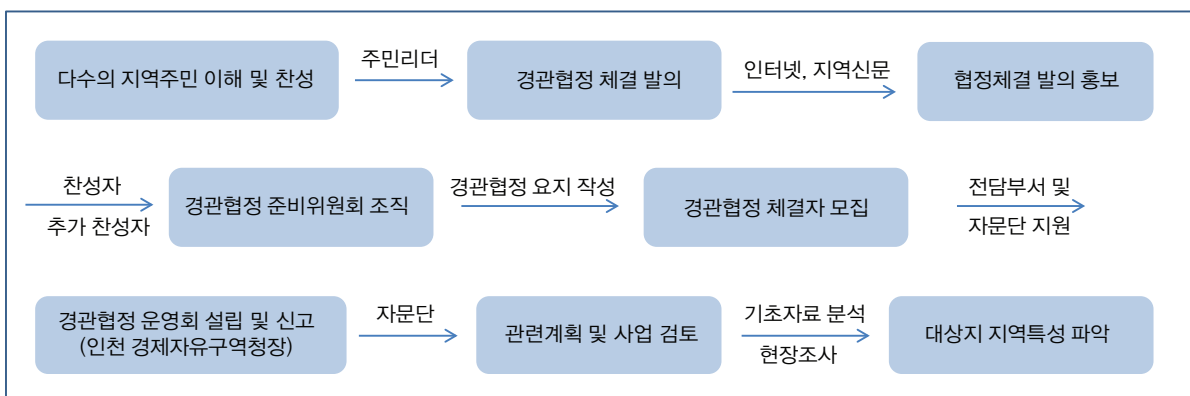 다수의 지역주민 이해 및 찬성
주민리더
경관협정 체결 발의
인터넷, 지역신문
협정체결 발의 홍보
찬성자
추가 찬성자
경관협정 준비위원회 조직
경관협정 요지 작성
경관협정 체결자 모집
전담부서 및
자문단 지원
경관협정 운영회 설립 및 신고
(인천 경제자유구역청장)
자문단
관련계획 및 사업 검토
기초자료 분석
현장조사
대상지 지역특성 파악